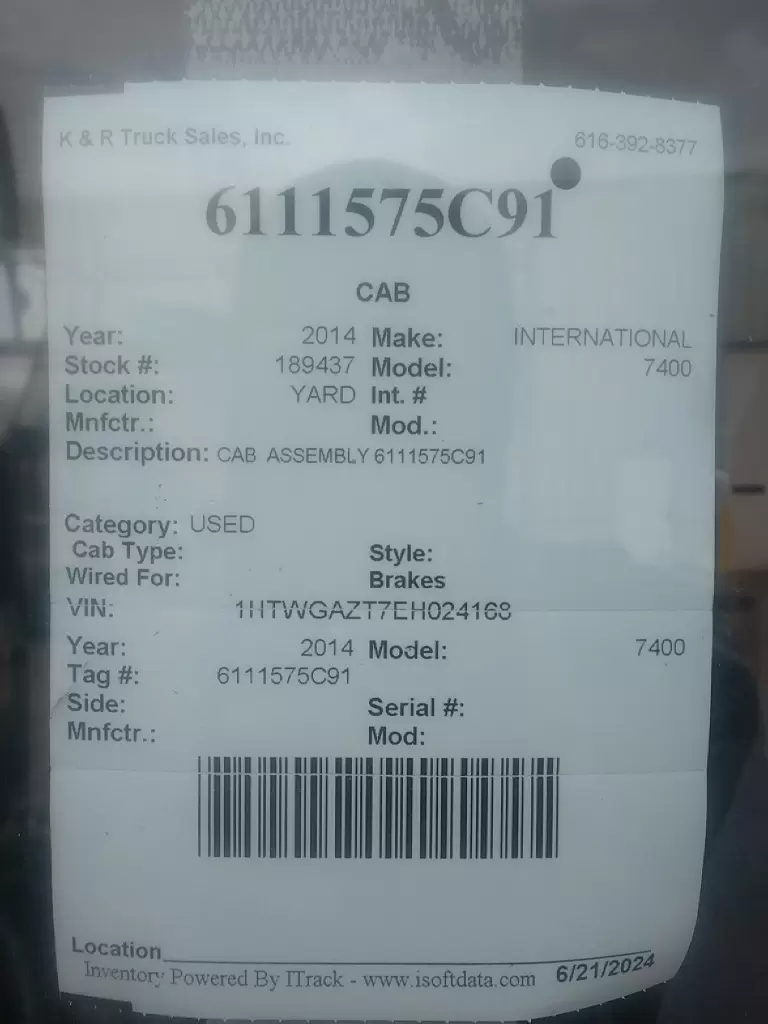 K & R Truck Sales, Inc. 616-392-8377
6111575C91
CAB
Year: 2014 Make: INTERNATIONAL
Stock #: 189437 Model: 7400
Location: YARD Int. #
Mnfctr.: Mod.:
Description: CAB ASSEMBLY 6111575C91
Category: USED
Cab Type: Style:
Wired For: Brakes
VIN: 1HTWGAZT7EH024168
Year: 2014 Model: 7400
Tag #: 6111575C91
Side: Serial #:
Mnfctr.: Mod:
Location
Inventory Powered By ITrack - www.isoftdata.com 6/21/2024